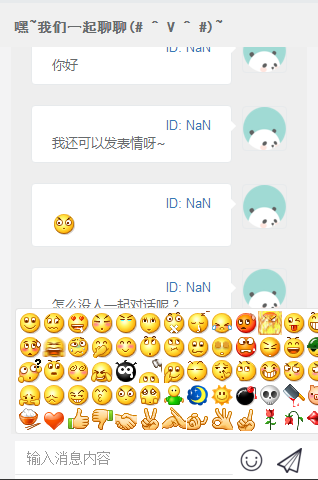 嘿~我们一起聊聊(# ^ V ^ #)~
你好
ID: NaN
我还可以发表情呀~
ID: NaN
ID: NaN
怎么没人一起对话呢？
输入消息内容